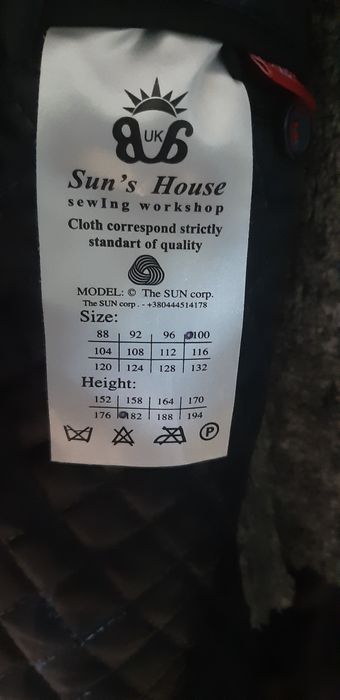 UK
Sun's House
sewIng workshop
Cloth correspond strictly
standart of quality
MODEL: © The SUN corp.
The SUN corp . - +380444514178
Size:
88 92 96 100
104 108 112 116
120 124 128 132
Height:
152 158 164 170
176 182 188 194
P